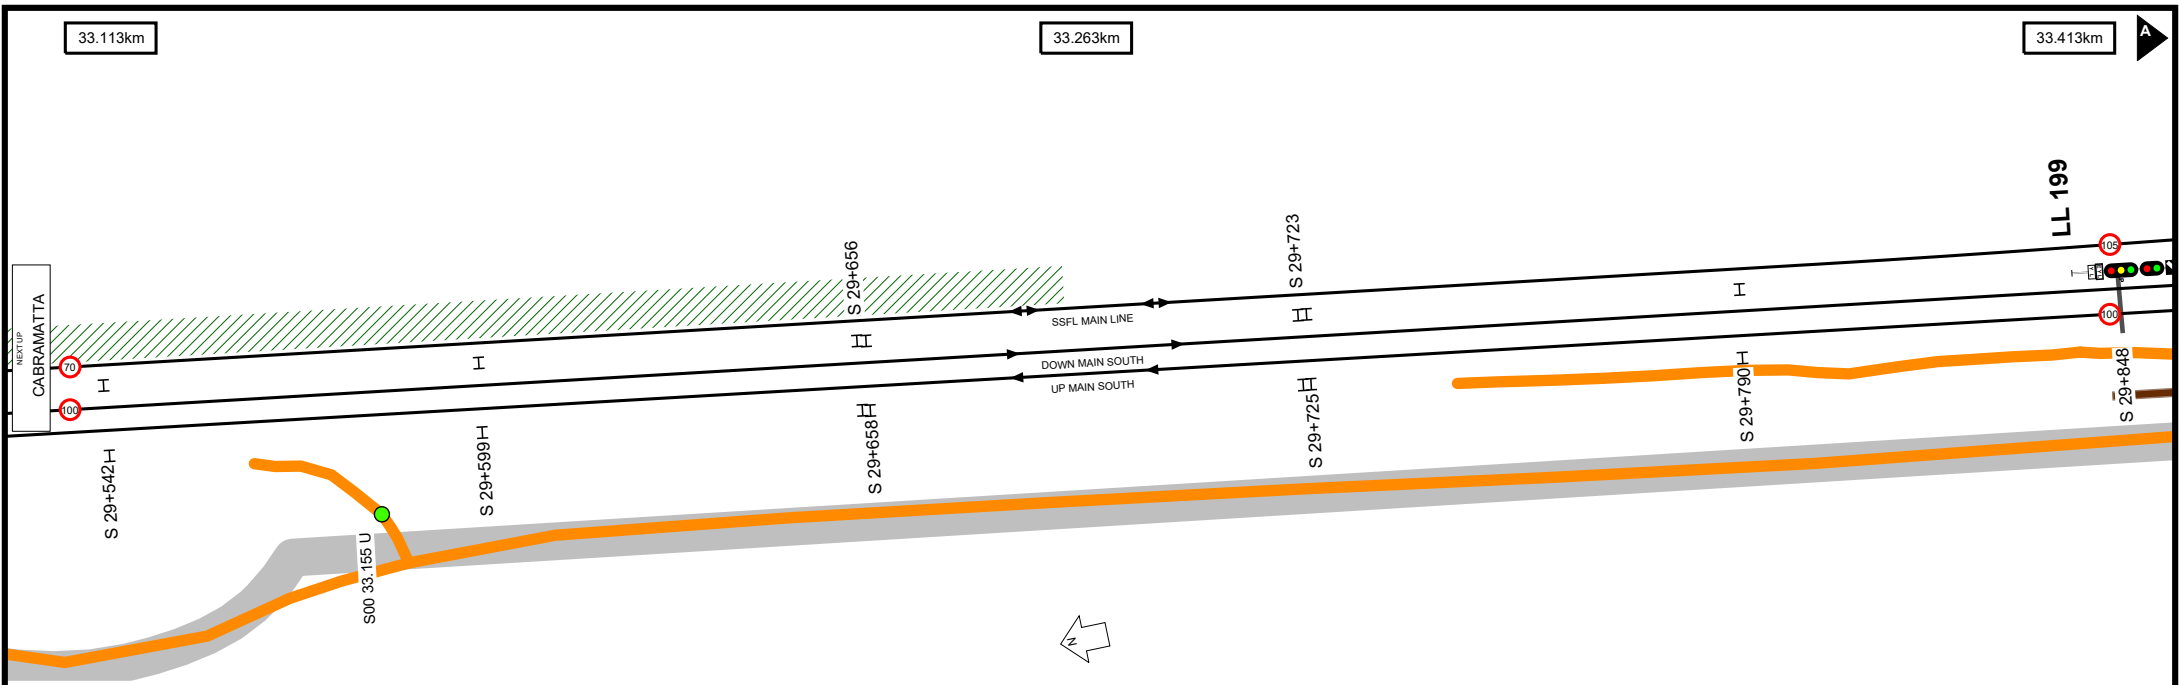 33.113km
33.263km
33.413km
A
LL 199
S 29+723
S 29+656
105
SSFL MAIN LINE
NEXT UP
CABRAMATTA
70
DOWN MAIN SOUTH
UP MAIN SOUTH
100
100
S 29+542
S 29+599
S 29+658
S 29+725
S 29+790
S 29+848
S00 33.155 U
N